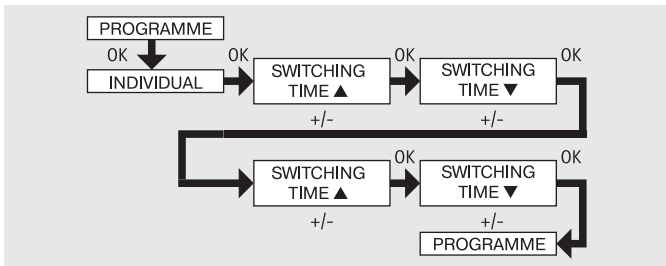 PROGRAMME
OK
INDIVIDUAL
OK
SWITCHING
TIME ▲
+/-
OK
SWITCHING
TIME ▼
+/-
OK
SWITCHING
TIME ▲
+/-
OK
SWITCHING
TIME ▼
+/-
OK
PROGRAMME